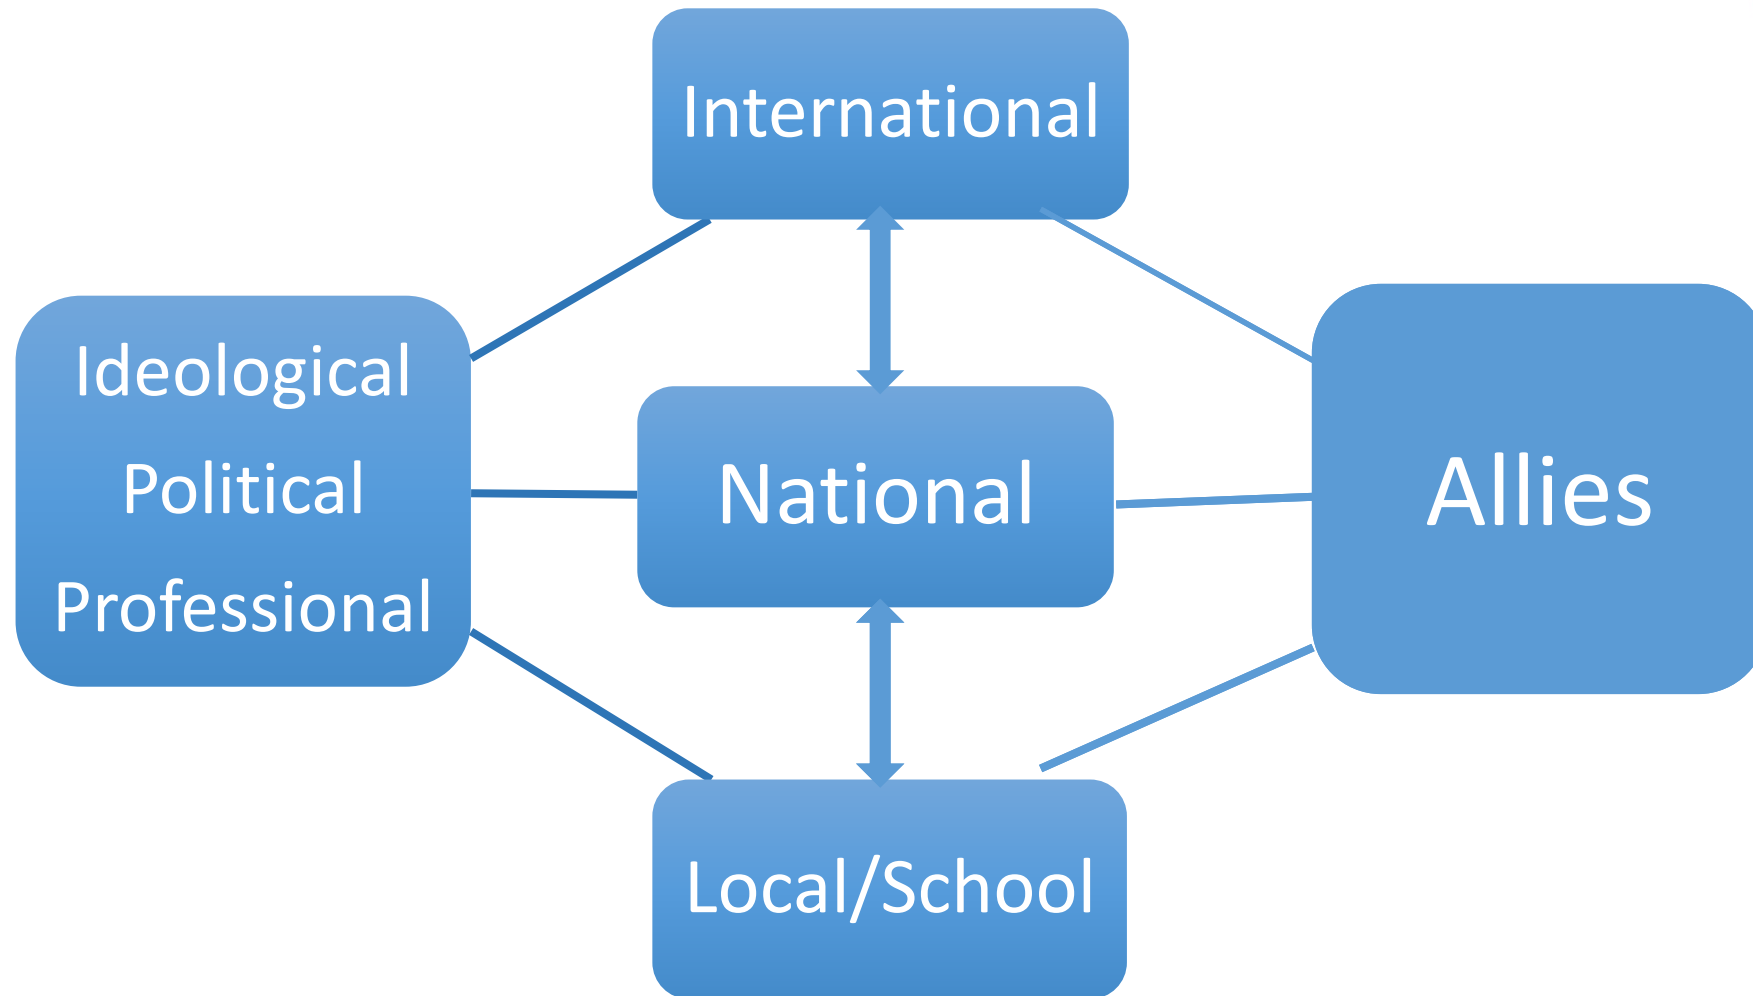 International
Ideological
Political
Professional
National
Allies
Local/School